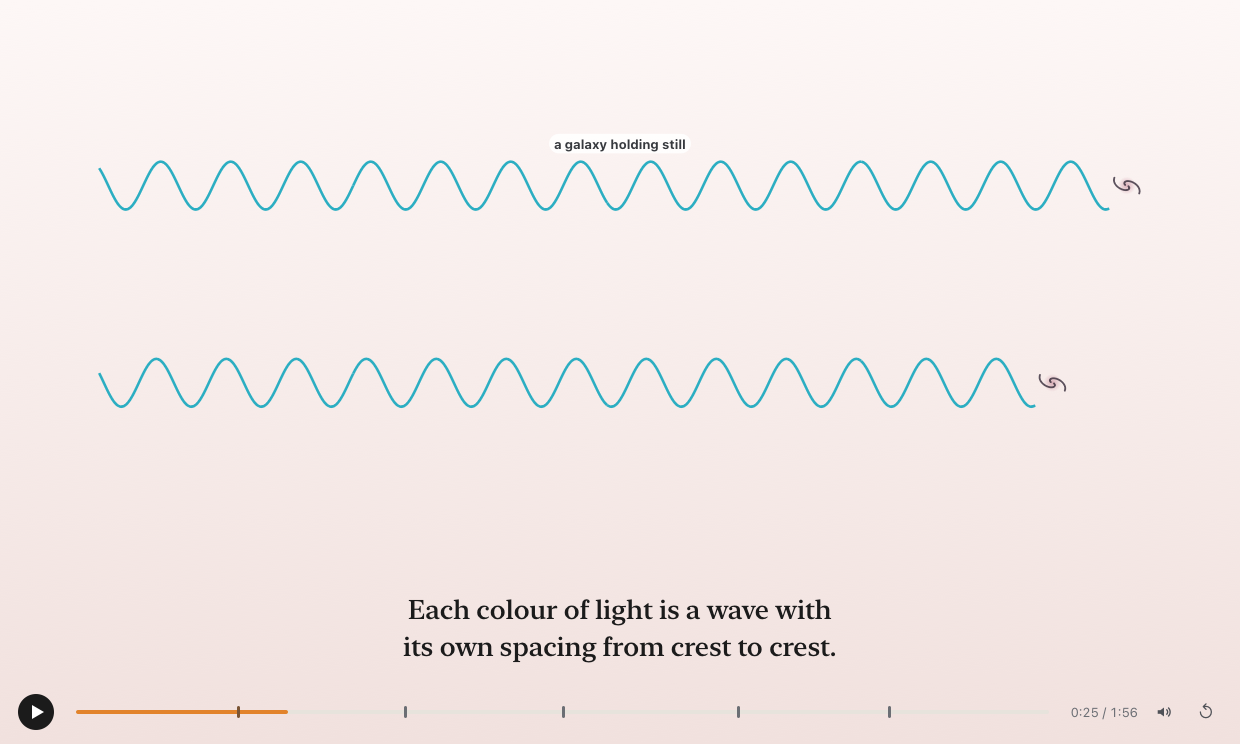 a galaxy holding still
Each colour of light is a wave with
its own spacing from crest to crest.
0:25 / 1:56